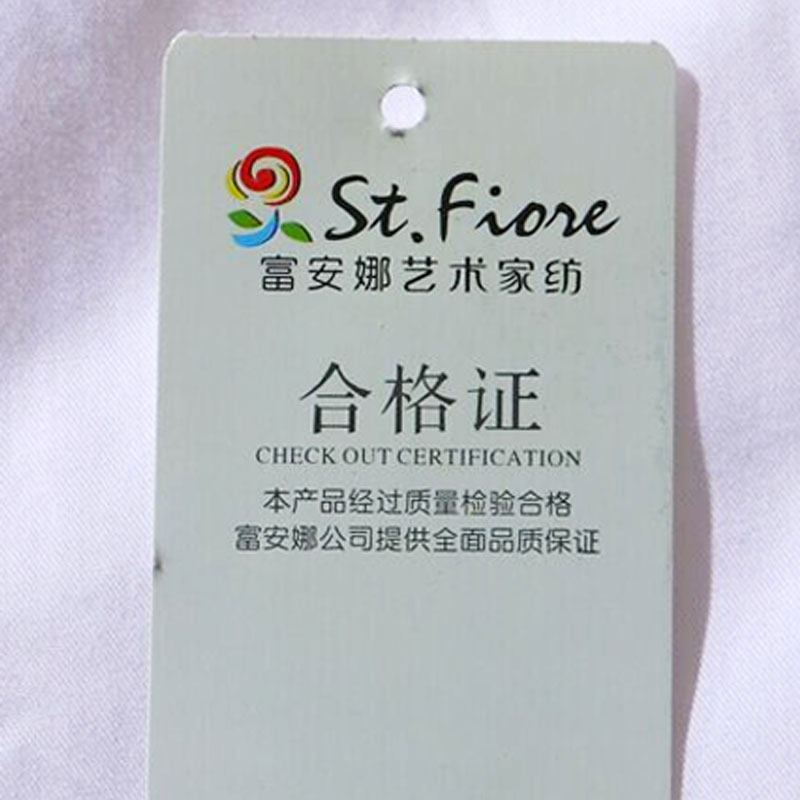 St. Fiore
富安娜艺术家纺
合格证
CHECK OUT CERTIFICATION
本产品经过质量检验合格
富安娜公司提供全面品质保证